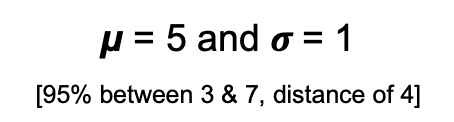 μ = 5 and σ = 1
[95% between 3 & 7, distance of 4]